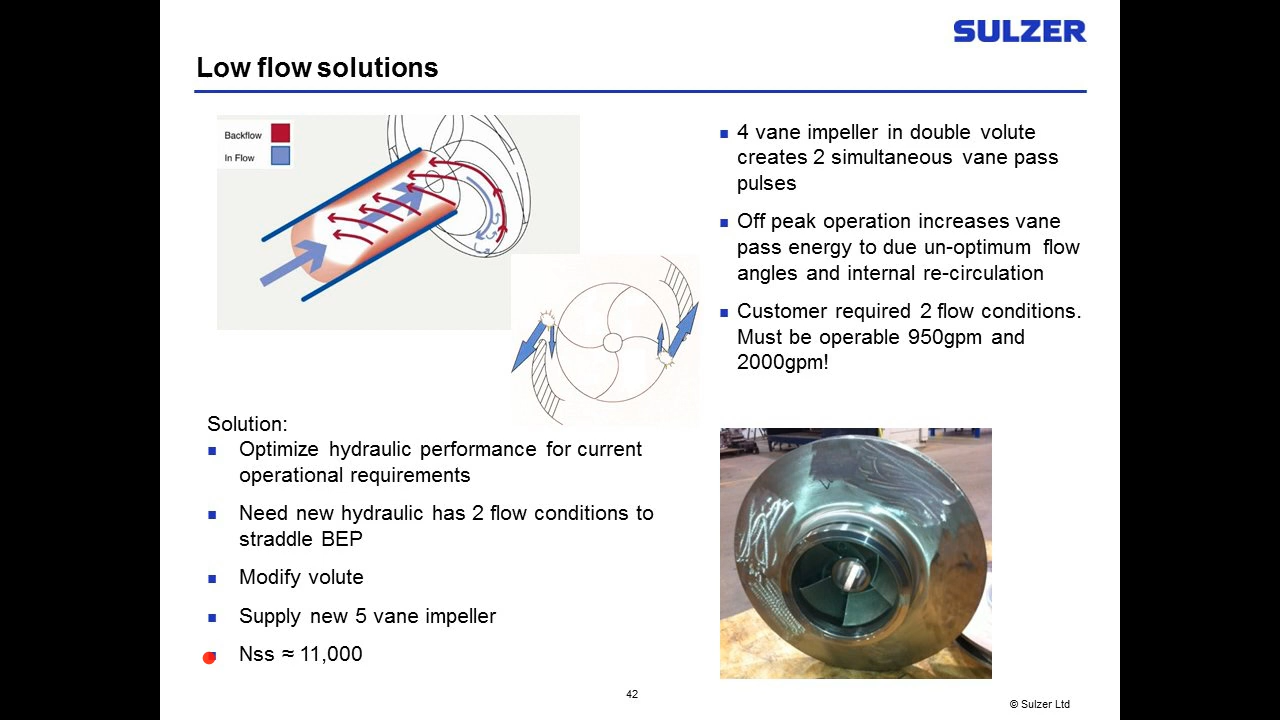 SULZER
Low flow solutions
Backflow
In Flow
4 vane impeller in double volute
creates 2 simultaneous vane pass
pulses
Off peak operation increases vane
pass energy to due un-optimum flow
angles and internal re-circulation
Customer required 2 flow conditions.
Must be operable 950gpm and
2000gpm!
Solution:
Optimize hydraulic performance for current
operational requirements
Need new hydraulic has 2 flow conditions to
straddle BEP
Modify volute
Supply new 5 vane impeller
Nss ≈ 11,000
42
© Sulzer Ltd